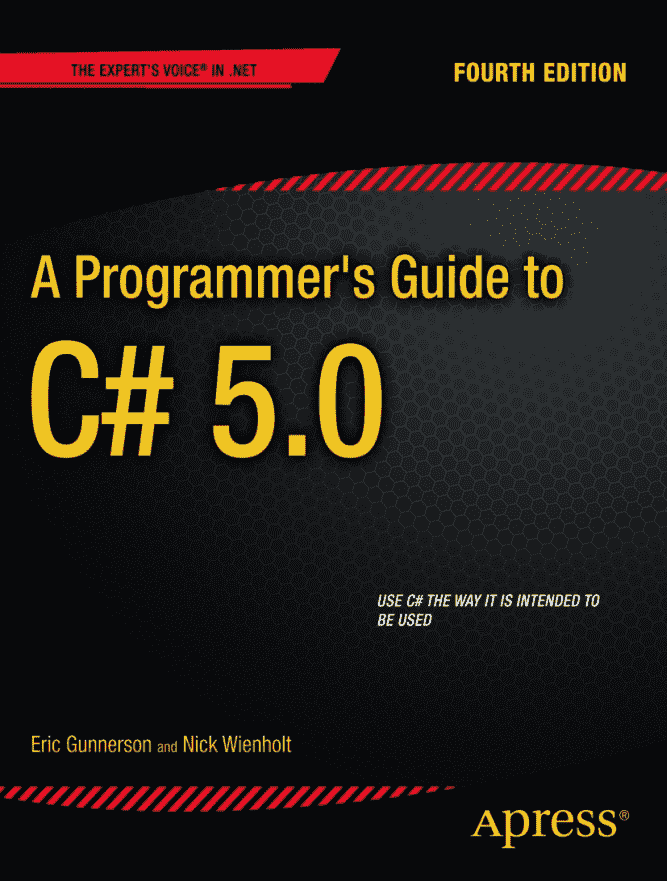 THE EXPERT'S VOICE® IN .NET
FOURTH EDITION
A Programmer's Guide to
C# 5.0
USE C# THE WAY IT IS INTENDED TO
BE USED
Eric Gunnerson and Nick Wienholt
Apress®